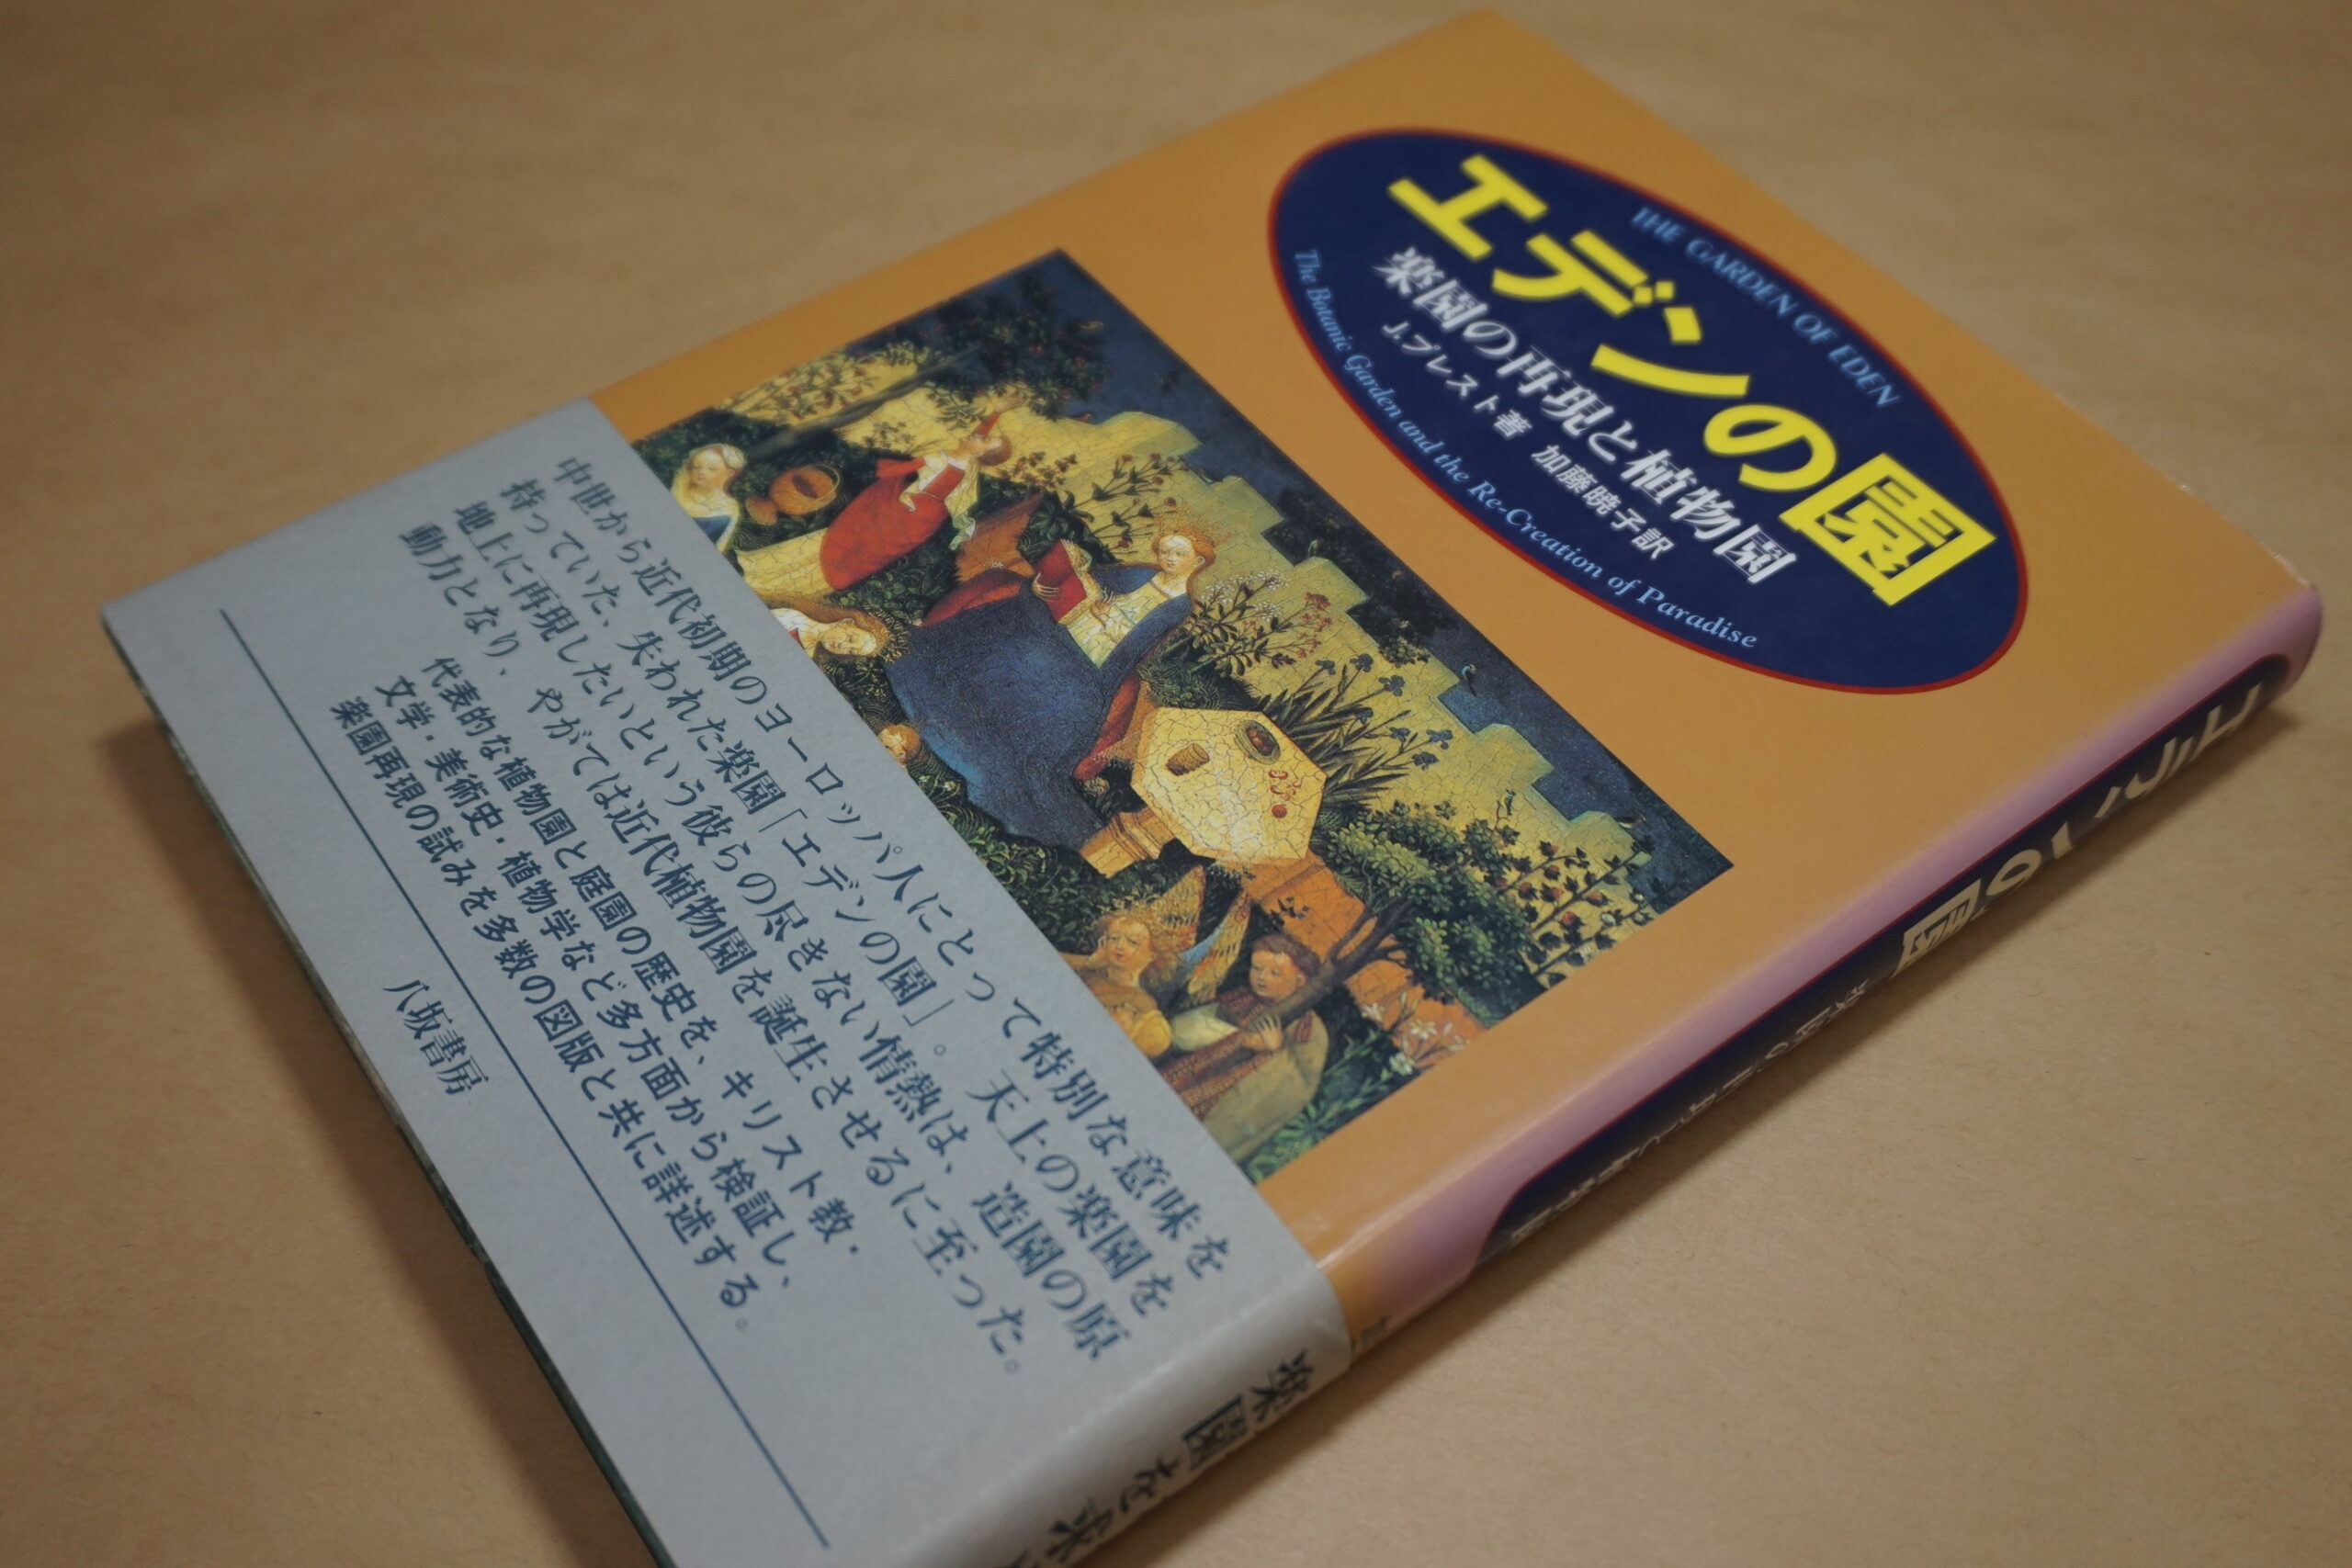 THE GARDEN OF EDEN
エデンの園
楽園の再現と植物園
J.プレスト著 加藤暁子訳
The Botanic Garden and the Re-Creation of Paradise
中世から近代初期のヨーロッパ人にとって特別な意味を
持っていた、失われた楽園「エデンの園」。天上の楽園を
地上に再現したいという彼らの尽きない情熱は、造園の原
動力となり、やがては近代植物園を誕生させるに至った。
代表的な植物園と庭園の歴史を、キリスト教・
文学・美術史・植物学など多方面から検証し、
楽園再現の試みを多数の図版と共に詳述する。
八坂書房
エデンの園
楽園の再現と植物園
楽園を求